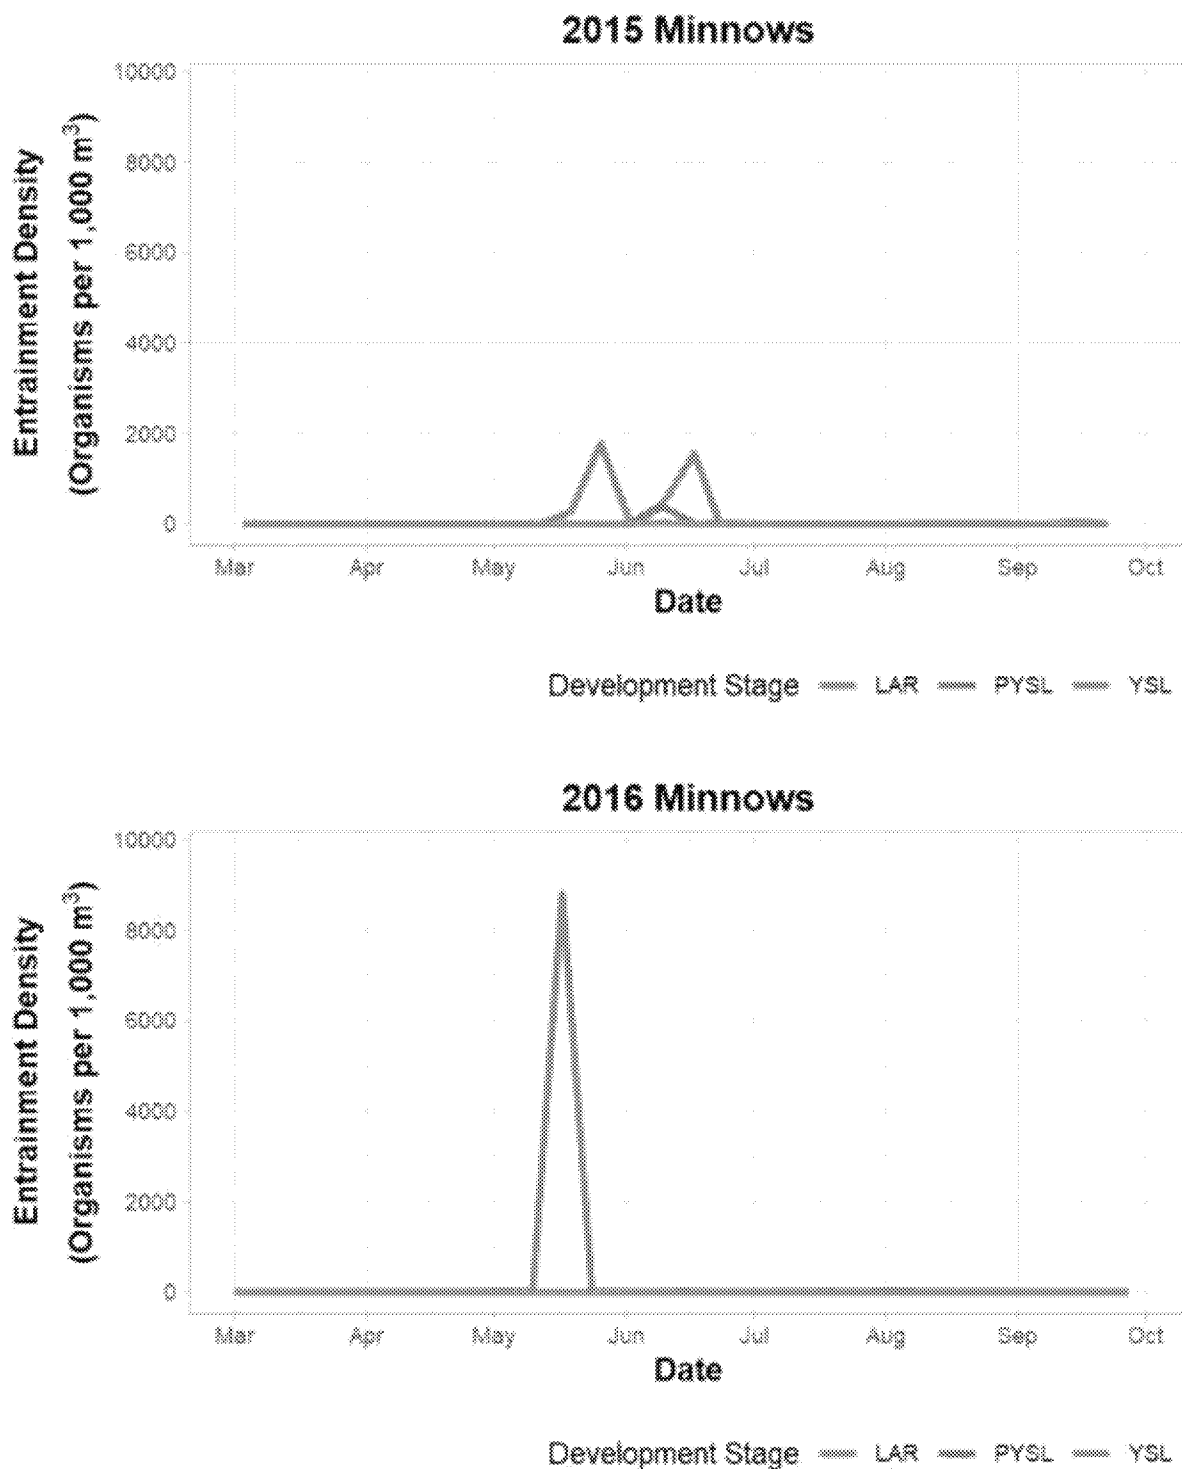 2015 Minnows
Entrainment Density
(Organisms per 1,000 m³)
10000
8000
6000
4000
2000
0
Mar Apr May Jun Jul Aug Sep Oct
Date
Development Stage LAR PYSL YSL
2016 Minnows
Entrainment Density
(Organisms per 1,000 m³)
10000
8000
6000
4000
2000
0
Mar Apr May Jun Jul Aug Sep Oct
Date
Development Stage LAR PYSL YSL